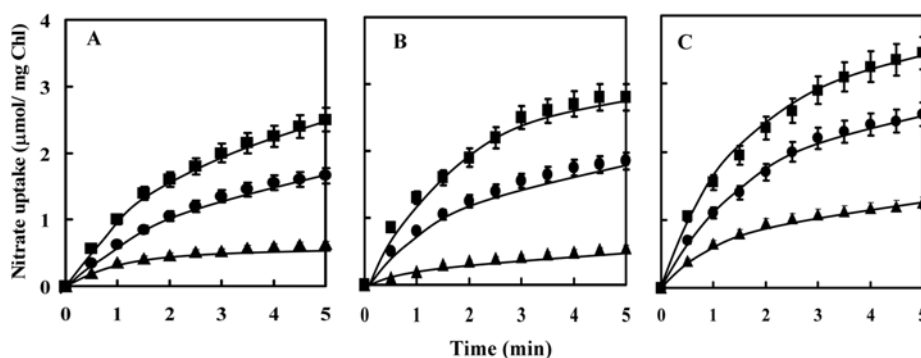 A
B
C
Nitrate uptake (μmol/ mg Chl)
4
3
2
1
0
0 1 2 3 4 5
0 1 2 3 4 5
0 1 2 3 4 5
Time (min)